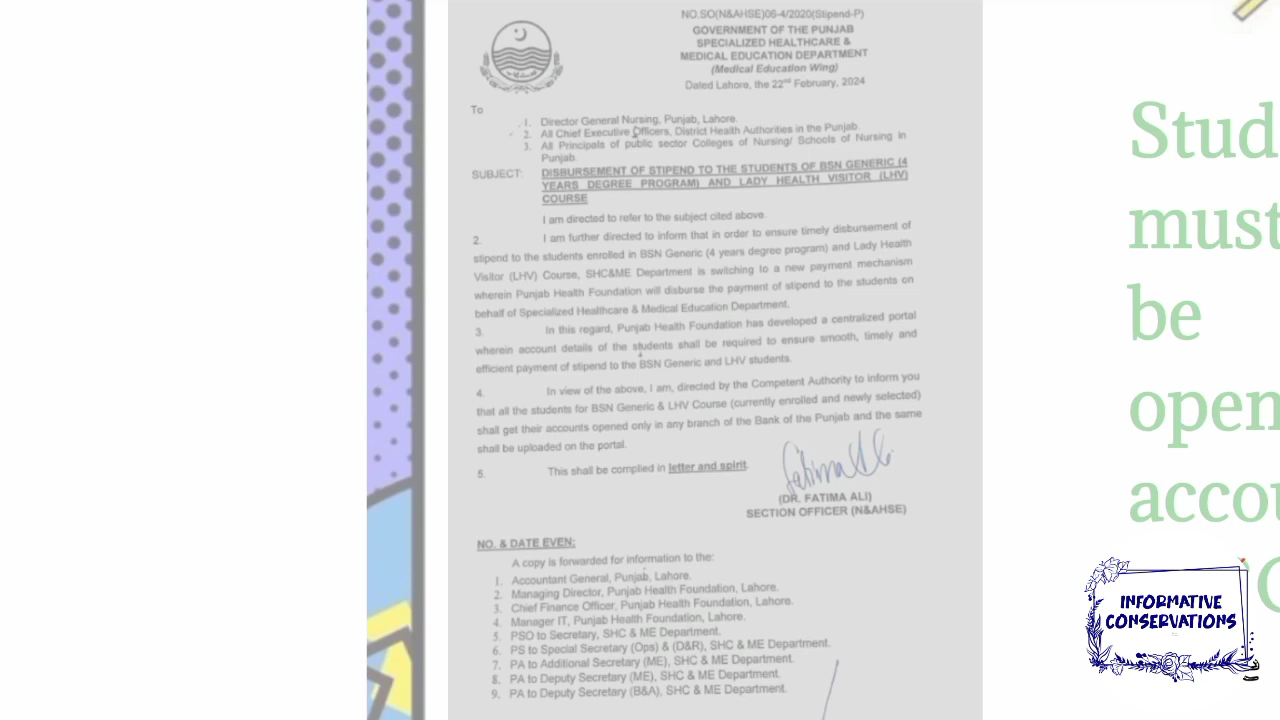 NO.SO(N&AHSE)06-4/2020(Stipend-P)
GOVERNMENT OF THE PUNJAB
SPECIALIZED HEALTHCARE &
MEDICAL EDUCATION DEPARTMENT
(Medical Education Wing)
Dated Lahore, the 22nd February, 2024
To
1. Director General Nursing, Punjab, Lahore.
2. All Chief Executive Officers, District Health Authorities in the Punjab.
3. All Principals of public sector Colleges of Nursing/ Schools of Nursing in
Punjab.
SUBJECT: DISBURSEMENT OF STIPEND TO THE STUDENTS OF BSN GENERIC (4
YEARS DEGREE PROGRAM) AND LADY HEALTH VISITOR (LHV)
COURSE
I am directed to refer to the subject cited above.
2. I am further directed to inform that in order to ensure timely disbursement of
stipend to the students enrolled in BSN Generic (4 years degree program) and Lady Health
Visitor (LHV) Course, SHC&ME Department is switching to a new payment mechanism
wherein Punjab Health Foundation will disburse the payment of stipend to the students on
behalf of Specialized Healthcare & Medical Education Department.
3. In this regard, Punjab Health Foundation has developed a centralized portal
wherein account details of the students shall be required to ensure smooth, timely and
efficient payment of stipend to the BSN Generic and LHV students.
4. In view of the above, I am, directed by the Competent Authority to inform you
that all the students for BSN Generic & LHV Course (currently enrolled and newly selected)
shall get their accounts opened only in any branch of the Bank of the Punjab and the same
shall be uploaded on the portal.
5. This shall be complied in letter and spirit.
Fatima Ali
(DR. FATIMA ALI)
SECTION OFFICER (N&AHSE)
NO. & DATE EVEN:
A copy is forwarded for information to the:
1. Accountant General, Punjab, Lahore.
2. Managing Director, Punjab Health Foundation, Lahore.
3. Chief Finance Officer, Punjab Health Foundation, Lahore.
4. Manager IT, Punjab Health Foundation, Lahore.
5. PSO to Secretary, SHC & ME Department.
6. PS to Special Secretary (Ops) & (D&R), SHC & ME Department.
7. PA to Additional Secretary (ME), SHC & ME Department.
8. PA to Deputy Secretary (ME), SHC & ME Department.
9. PA to Deputy Secretary (B&A), SHC & ME Department.
Stud
must
be
open
accou
INFORMATIVE
CONSERVATIONS